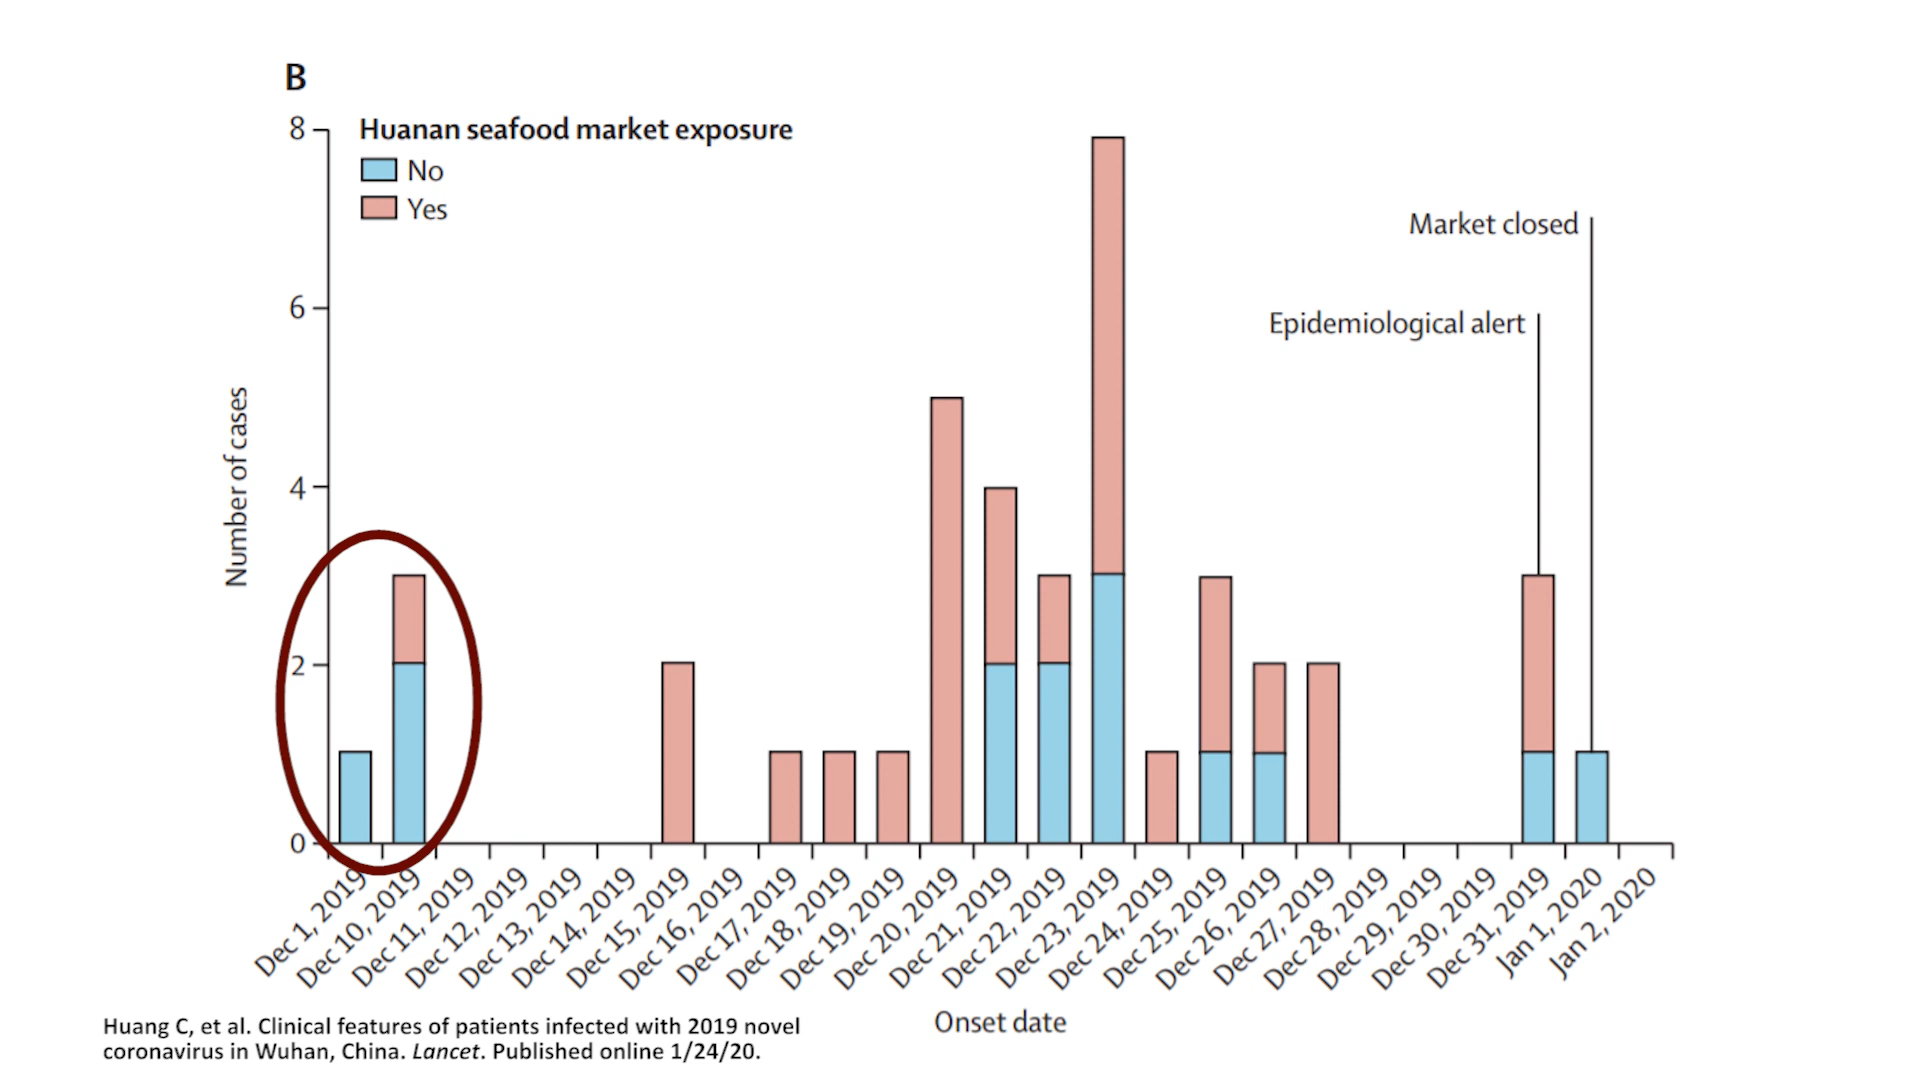 B
8
Huanan seafood market exposure
No
Yes
Market closed
6
Epidemiological alert
4
Number of cases
2
0
Dec 1, 2019
Dec 10, 2019
Dec 11, 2019
Dec 12, 2019
Dec 13, 2019
Dec 14, 2019
Dec 15, 2019
Dec 16, 2019
Dec 17, 2019
Dec 18, 2019
Dec 19, 2019
Dec 20, 2019
Dec 21, 2019
Dec 22, 2019
Dec 23, 2019
Dec 24, 2019
Dec 25, 2019
Dec 26, 2019
Dec 27, 2019
Dec 28, 2019
Dec 29, 2019
Dec 30, 2019
Dec 31, 2019
Jan 1, 2020
Jan 2, 2020
Onset date
Huang C, et al. Clinical features of patients infected with 2019 novel
coronavirus in Wuhan, China. Lancet. Published online 1/24/20.